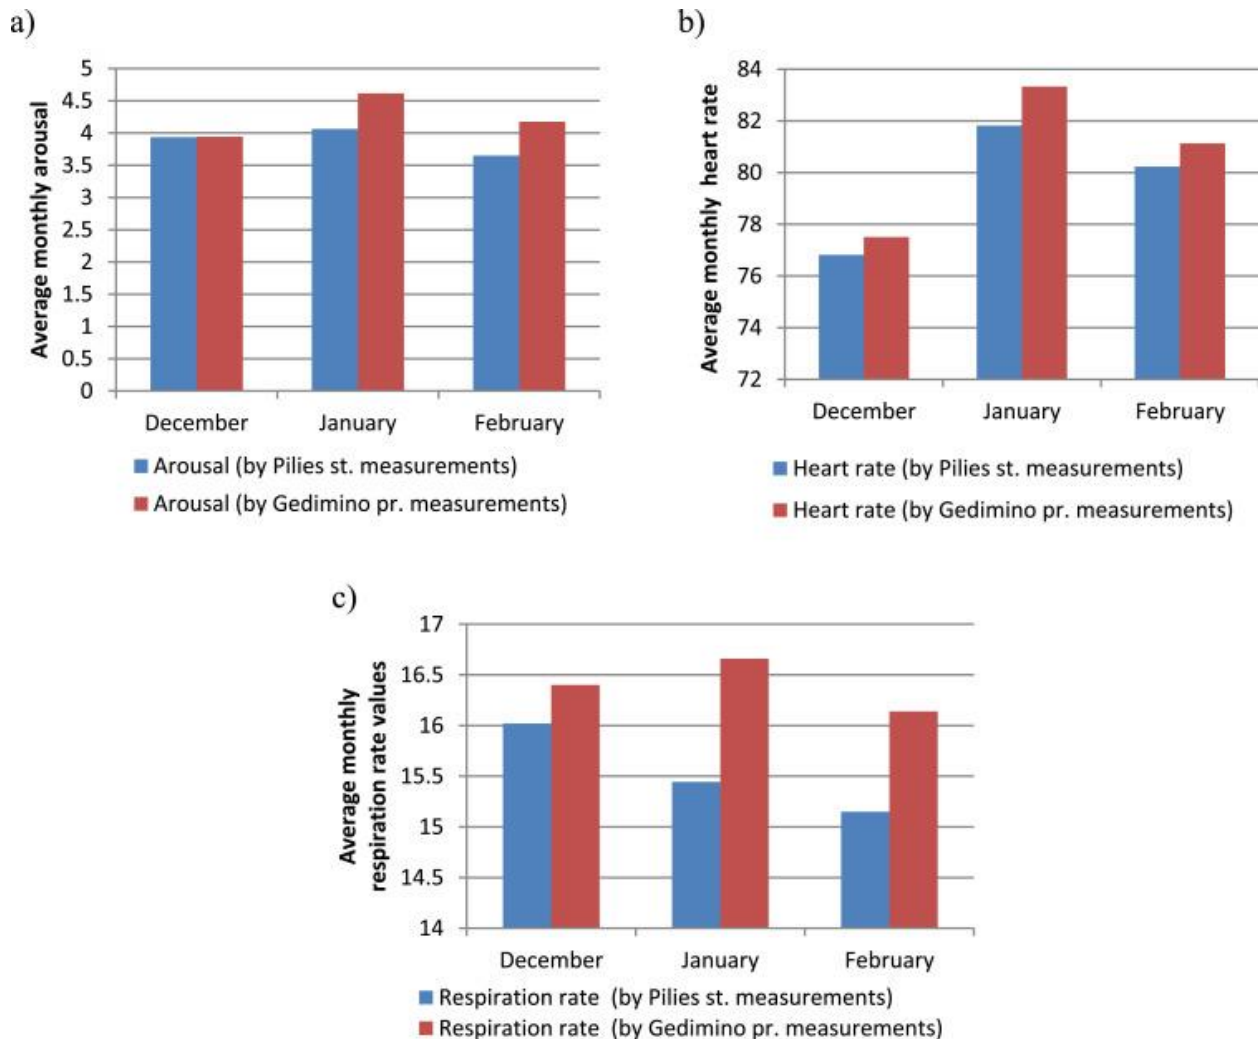 a)
Average monthly arousal
5
4.5
4
3.5
3
2.5
2
1.5
1
0.5
0
December January February
Arousal (by Pilies st. measurements)
Arousal (by Gedimino pr. measurements)
b)
Average monthly heart rate
84
82
80
78
76
74
72
December January February
Heart rate (by Pilies st. measurements)
Heart rate (by Gedimino pr. measurements)
c)
Average monthly
respiration rate values
17
16.5
16
15.5
15
14.5
14
December January February
Respiration rate (by Pilies st. measurements)
Respiration rate (by Gedimino pr. measurements)